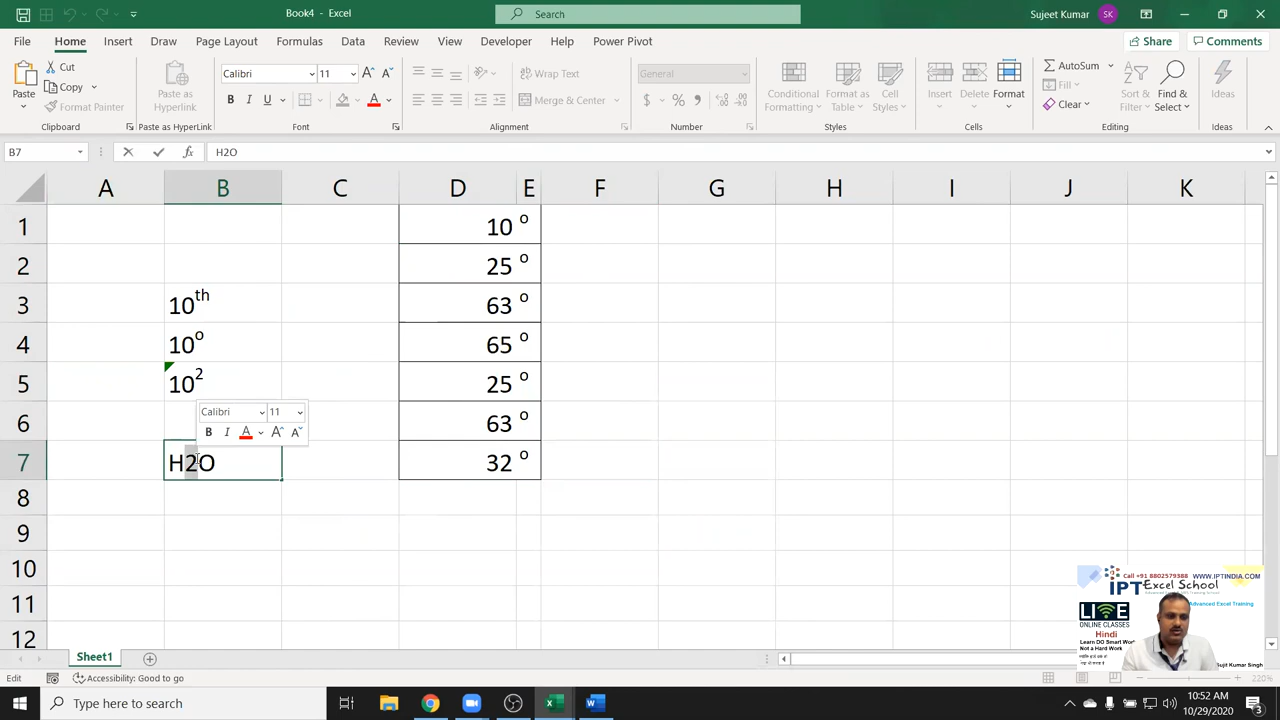 Book4 - Excel
Search
Sujeet Kumar
File Home Insert Draw Page Layout Formulas Data Review View Developer Help Power Pivot
Share Comments
Paste
Cut
Copy
Format Painter
Clipboard
Paste as Hyperlink
Paste as HyperLink
Calibri 11
B I U
Font
Wrap Text
Merge & Center
Alignment
General
$ % ,
Number
Conditional Formatting
Format as Table
Cell Styles
Styles
Insert Delete Format
Cells
AutoSum
Fill
Clear
Sort & Filter
Find & Select
Editing
Ideas
Ideas
B7
fx
H2O
A B C D E F G H I J K
1 10 o
2 25 o
3 10th 63 o
4 10o 65 o
5 102 25 o
6 63 o
7 H2O 32 o
8
9
10
11
12
Calibri 11
B I A A A
Call +91 8802579388 WWW.IPTINDIA.COM
IPT Excel School
Advanced Excel Training
LIVE
ONLINE CLASSES
Hindi
Learn DO Smart Work
Not a Hard Work
Sujit Kumar Singh
Sheet1
Edit
Accessibility: Good to go
220%
Type here to search
10:52 AM
10/29/2020